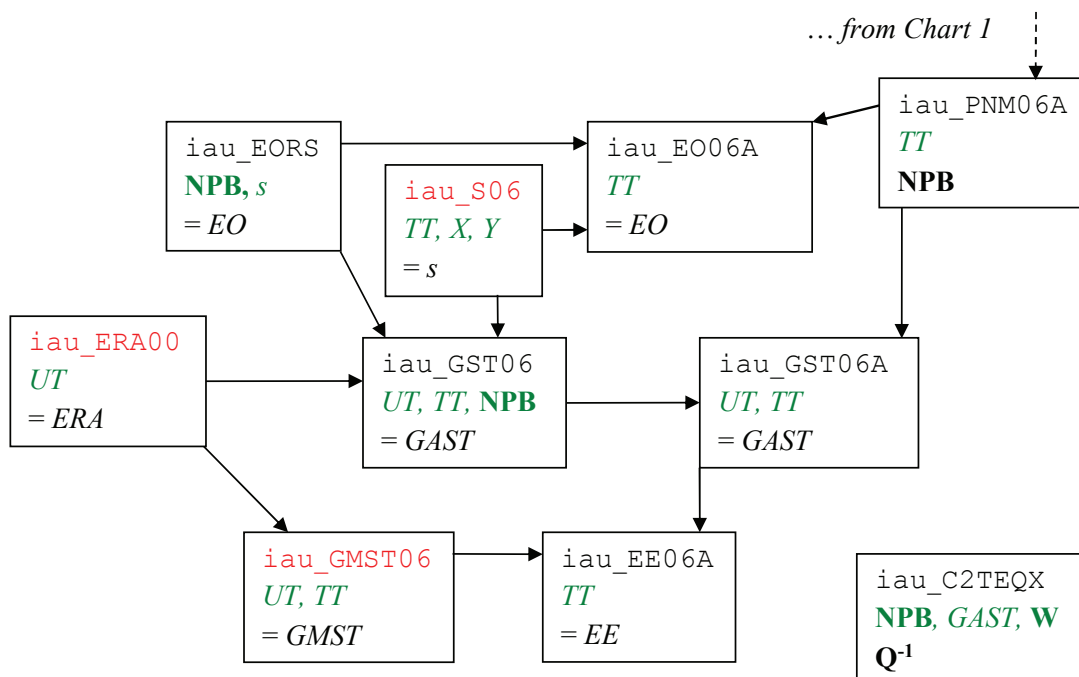 … from Chart 1
iau_PNM06A
TT
NPB
iau_EORS
NPB, s
= EO
iau_EO06A
TT
= EO
iau_S06
TT, X, Y
= s
iau_ERA00
UT
= ERA
iau_GST06
UT, TT, NPB
= GAST
iau_GST06A
UT, TT
= GAST
iau_GMST06
UT, TT
= GMST
iau_EE06A
TT
= EE
iau_C2TEQX
NPB, GAST, W
Q⁻¹